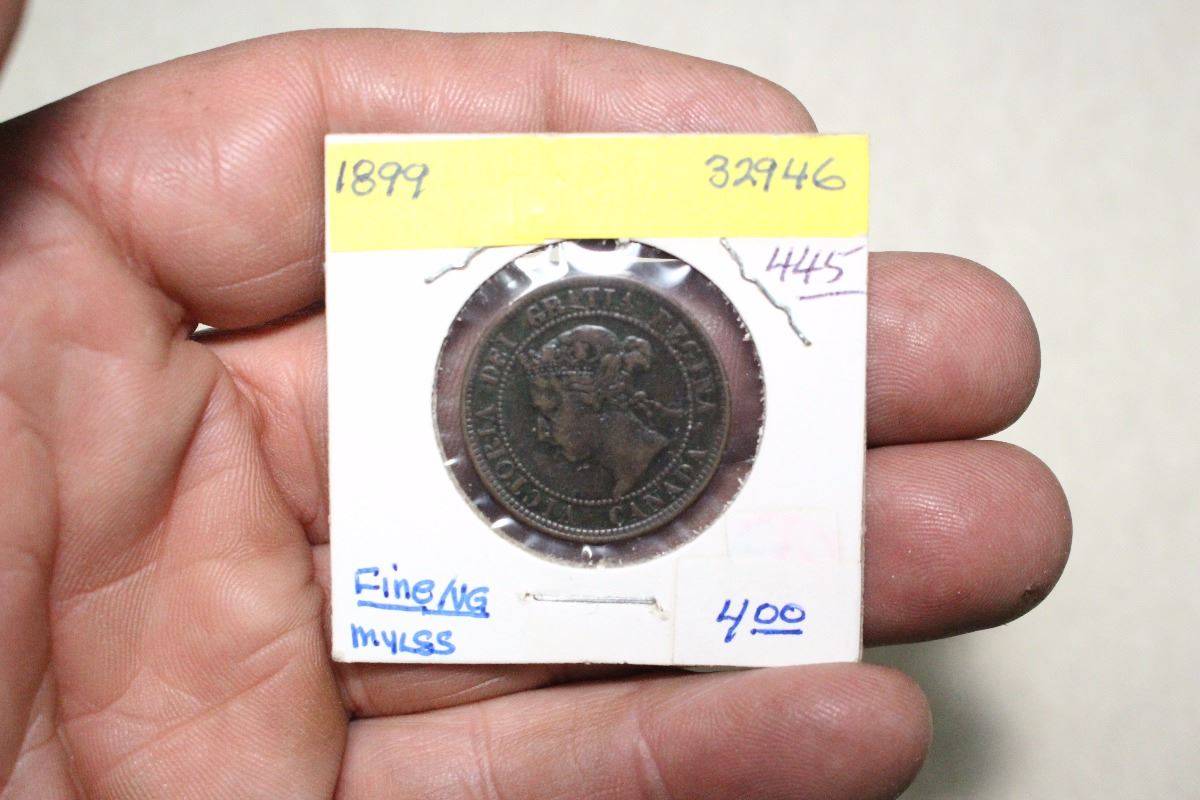 1899 32946
445
VICTORIA DEI GRATIA REGINA CANADA
Fine/VG
MYLSS
4.00